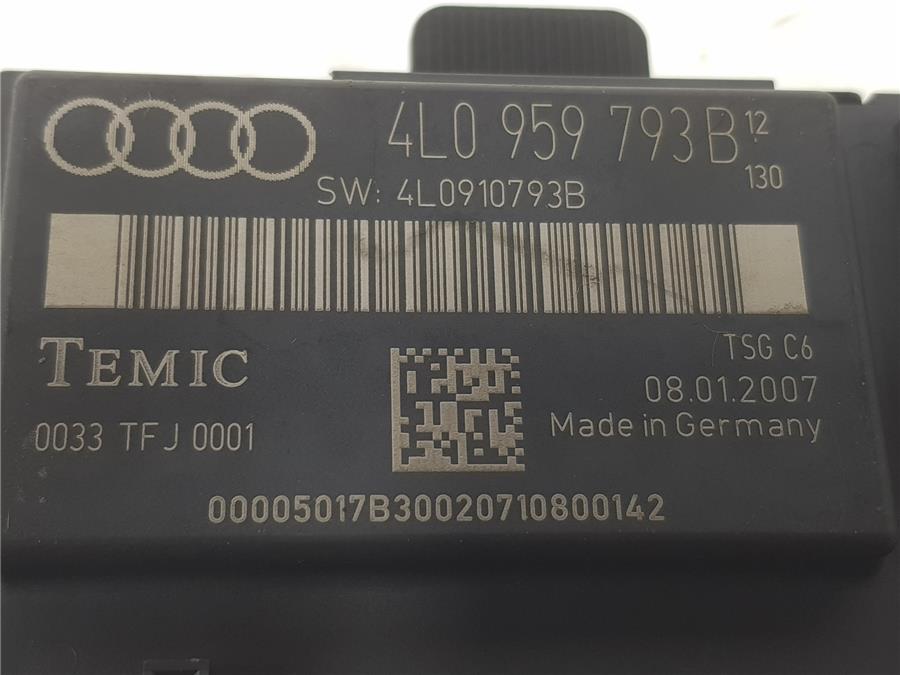 4L0 959 793 B 12
130
SW: 4L0910793B
TEMIC
TSG C6
08.01.2007
0033 TFJ 0001
Made in Germany
00005017B30020710800142